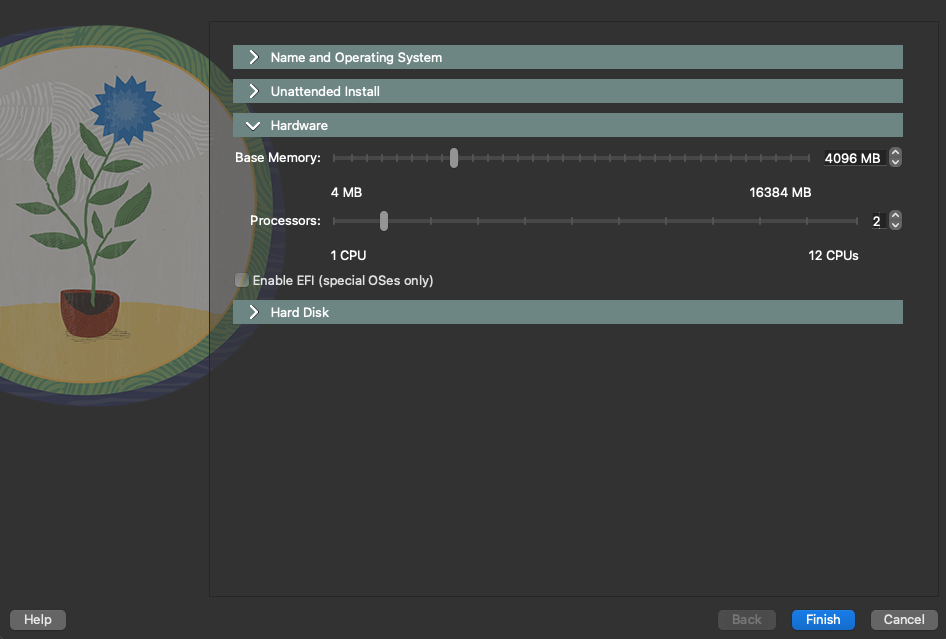 Name and Operating System
Unattended Install
Hardware
Base Memory: 4096 MB
4 MB 16384 MB
Processors: 2
1 CPU 12 CPUs
Enable EFI (special OSes only)
Hard Disk
Help Back Finish Cancel